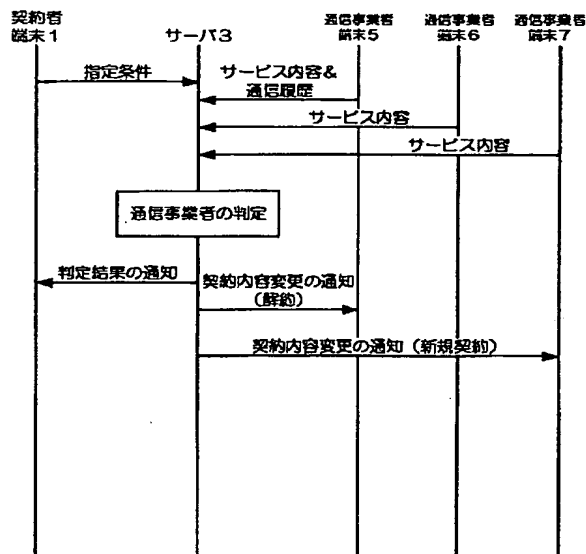 契約者
端末1
サーバ3
通信事業者
端末5
通信事業者
端末6
通信事業者
端末7
指定条件
サービス内容&
通信履歴
サービス内容
サービス内容
通信事業者の判定
判定結果の通知
契約内容変更の通知
(解約)
契約内容変更の通知(新規契約)